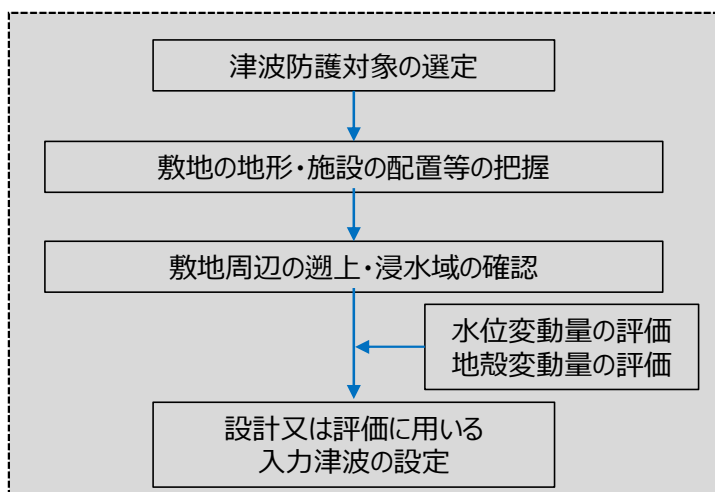 津波防護対象の選定
敷地の地形・施設の配置等の把握
敷地周辺の遡上・浸水域の確認
水位変動量の評価
地殻変動量の評価
設計又は評価に用いる
入力津波の設定